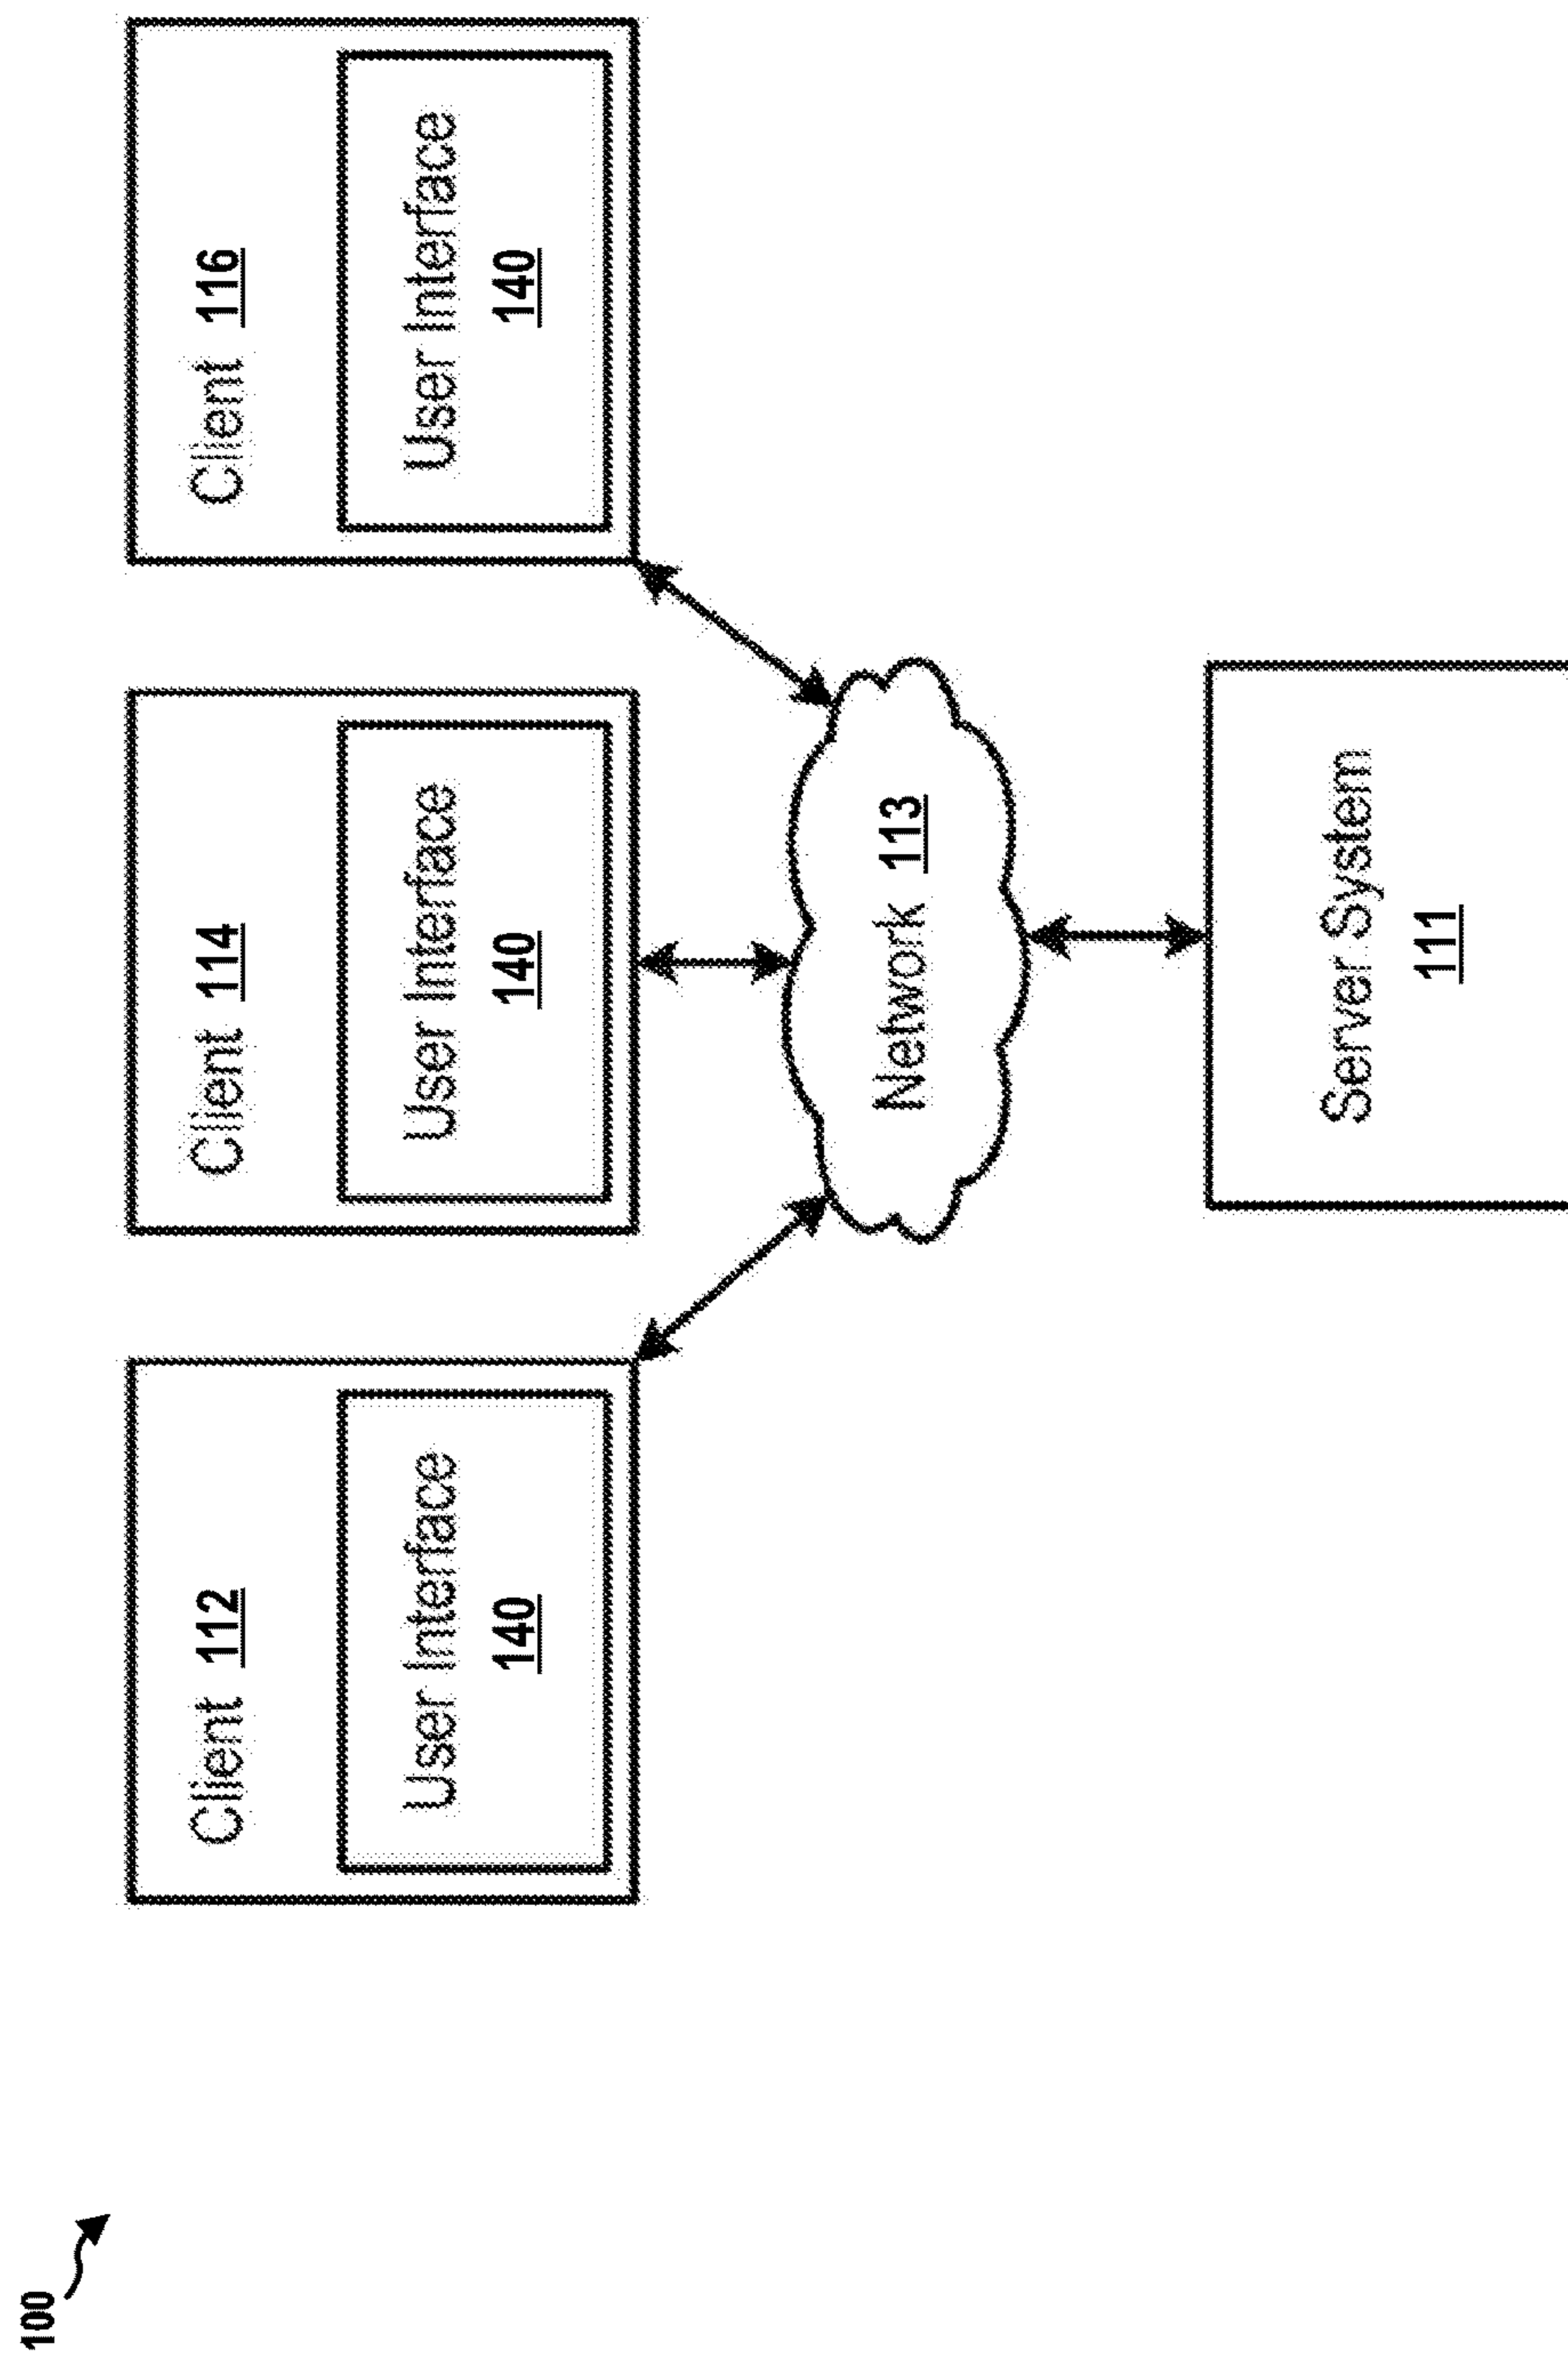 100
Client 112
User Interface
140
Client 114
User Interface
140
Client 116
User Interface
140
Network 113
Server System
111